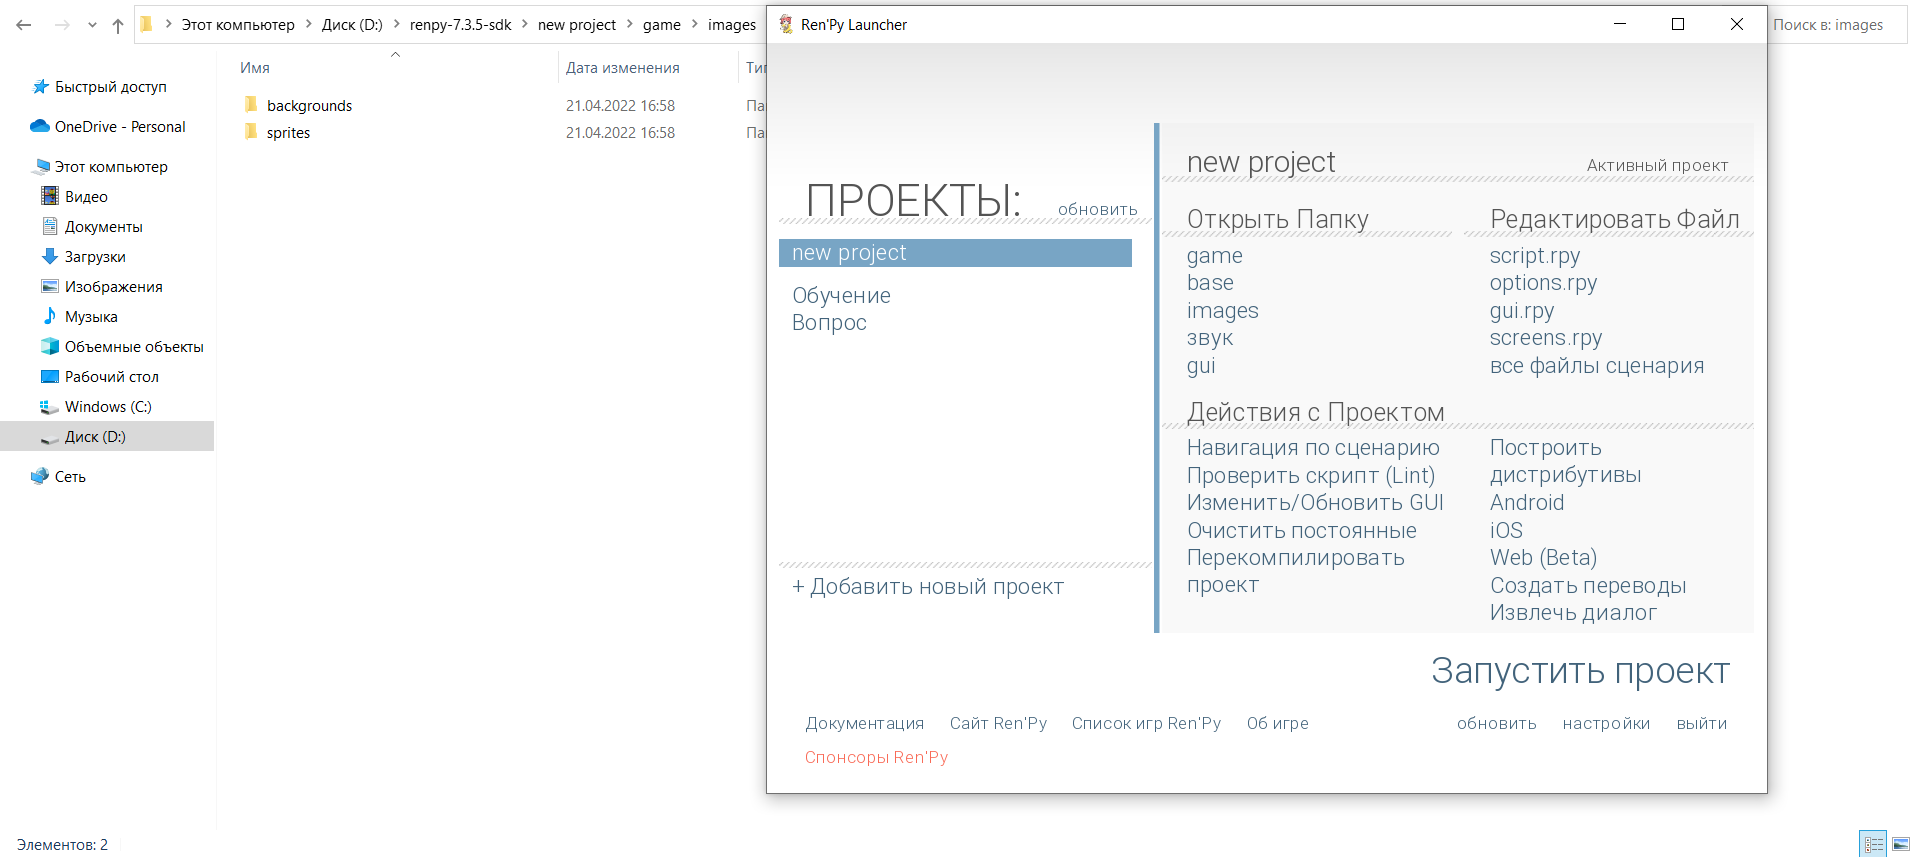 Этот компьютер
Диск (D:)
renpy-7.3.5-sdk
new project
game
images
Имя
Дата изменения
backgrounds
21.04.2022 16:58
sprites
21.04.2022 16:58
Быстрый доступ
OneDrive - Personal
Этот компьютер
Видео
Документы
Загрузки
Изображения
Музыка
Объемные объекты
Рабочий стол
Windows (C:)
Диск (D:)
Сеть
Элементов: 2
Поиск в: images
Ren'Py Launcher
ПРОЕКТЫ:
обновить
new project
Обучение
Вопрос
+ Добавить новый проект
new project
Активный проект
Открыть Папку
game
base
images
звук
gui
Редактировать Файл
script.rpy
options.rpy
gui.rpy
screens.rpy
все файлы сценария
Действия с Проектом
Навигация по сценарию
Проверить скрипт (Lint)
Изменить/Обновить GUI
Очистить постоянные
Перекомпилировать
проект
Построить
дистрибутивы
Android
iOS
Web (Beta)
Создать переводы
Извлечь диалог
Запустить проект
Документация
Сайт Ren'Py
Список игр Ren'Py
Об игре
обновить
настройки
выйти
Спонсоры Ren'Py